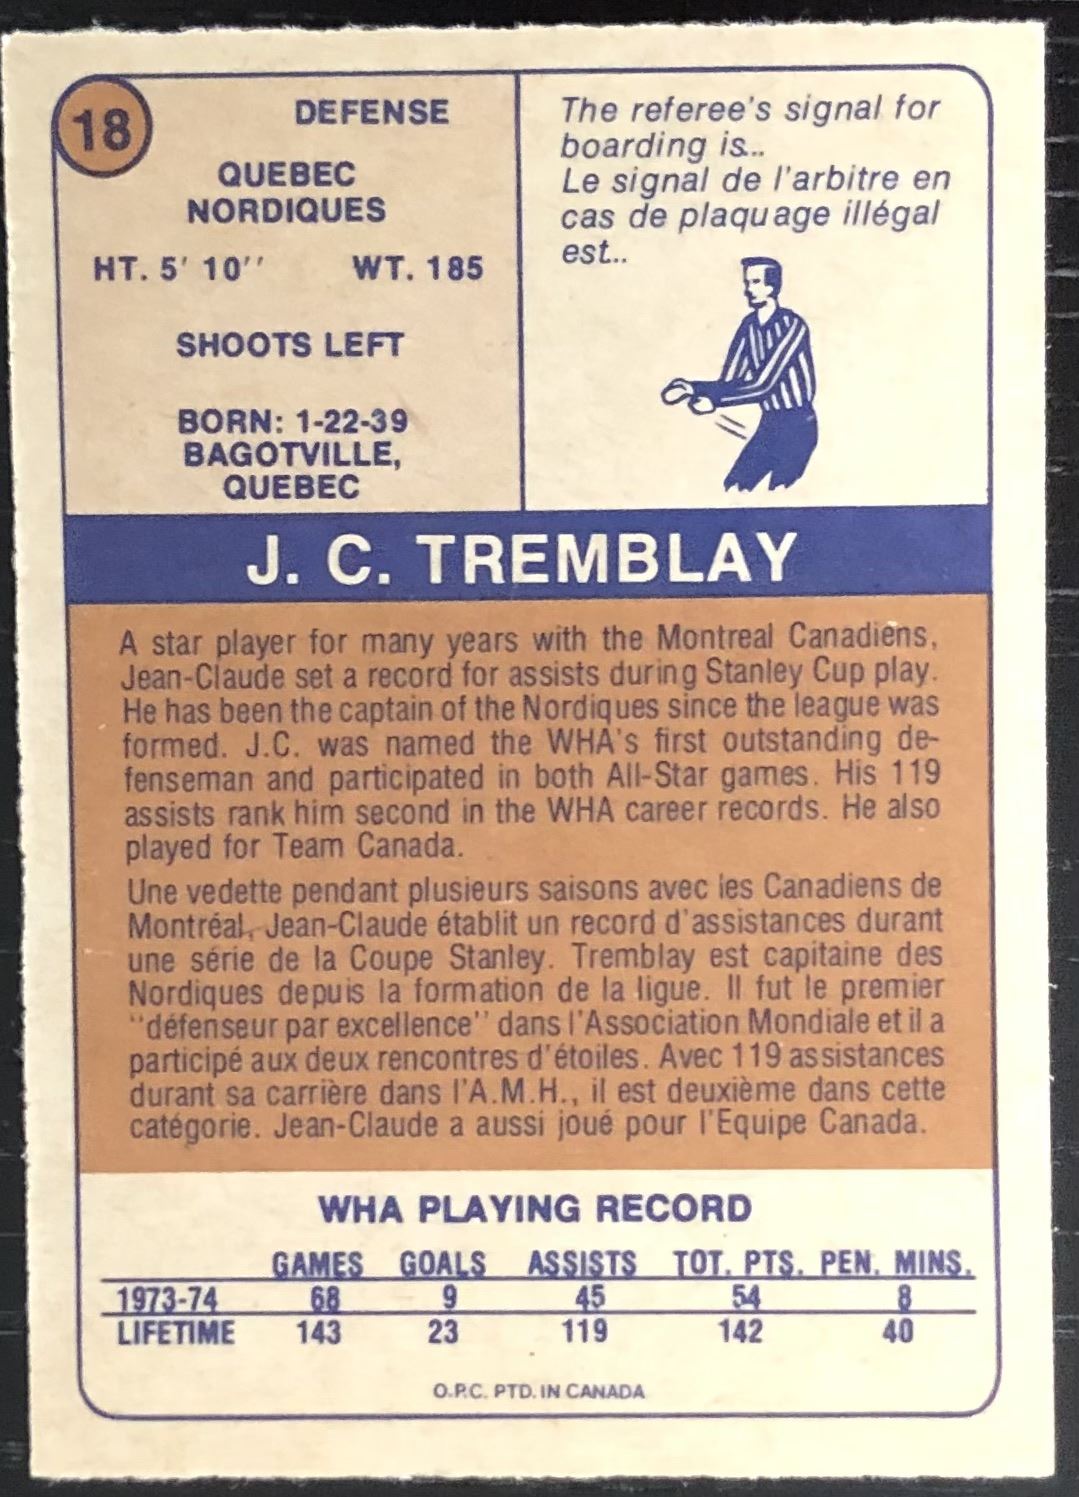 18
DEFENSE
QUEBEC
NORDIQUES
HT. 5' 10'' WT. 185
SHOOTS LEFT
BORN: 1-22-39
BAGOTVILLE,
QUEBEC
The referee's signal for
boarding is...
Le signal de l'arbitre en
cas de plaquage illégal
est..
J. C. TREMBLAY
A star player for many years with the Montreal Canadiens,
Jean-Claude set a record for assists during Stanley Cup play.
He has been the captain of the Nordiques since the league was
formed. J.C. was named the WHA's first outstanding de-
fenseman and participated in both All-Star games. His 119
assists rank him second in the WHA career records. He also
played for Team Canada.
Une vedette pendant plusieurs saisons avec les Canadiens de
Montréal, Jean-Claude établit un record d'assistances durant
une série de la Coupe Stanley. Tremblay est capitaine des
Nordiques depuis la formation de la ligue. Il fut le premier
''défenseur par excellence'' dans l'Association Mondiale et il a
participé aux deux rencontres d'étoiles. Avec 119 assistances
durant sa carrière dans l'A.M.H., il est deuxième dans cette
catégorie. Jean-Claude a aussi joué pour l'Equipe Canada.
WHA PLAYING RECORD
GAMES GOALS ASSISTS TOT. PTS. PEN. MINS.
1973-74 68 9 45 54 8
LIFETIME 143 23 119 142 40
O.P.C. PTD. IN CANADA